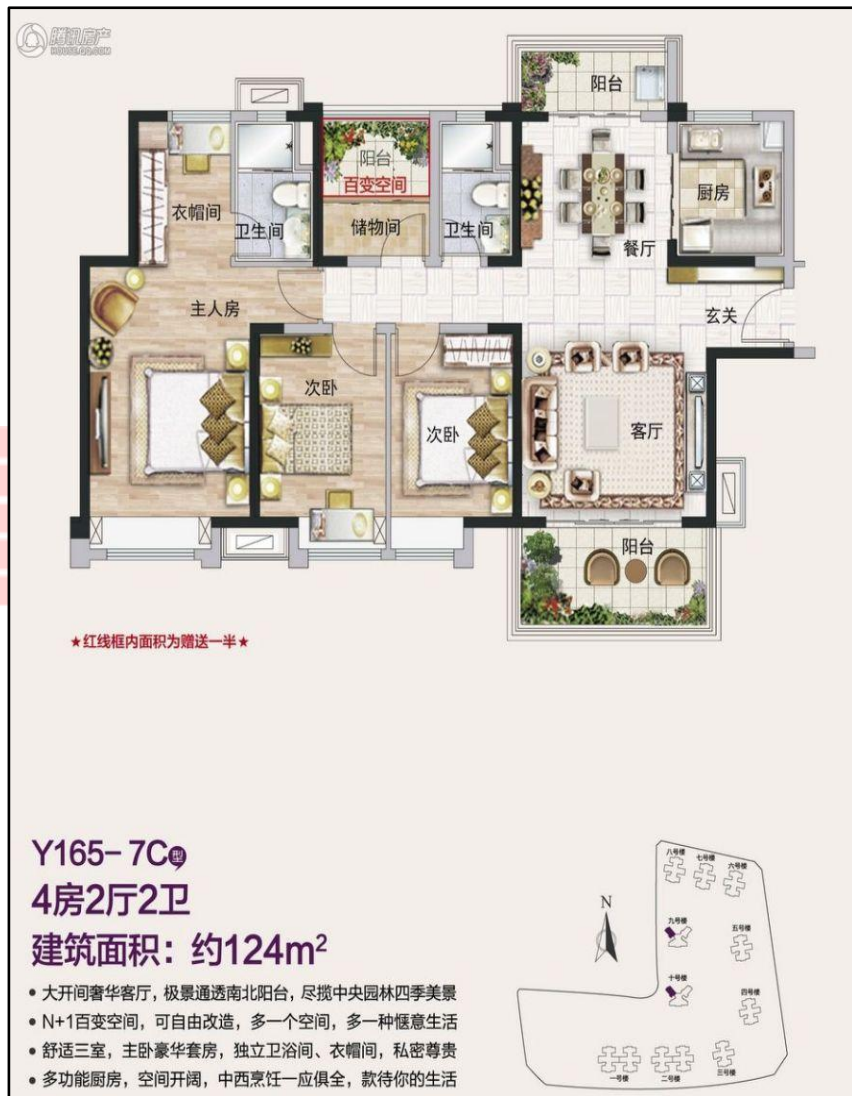 腾讯房产
HOUSE.QQ.COM
阳台
阳台
百变空间
厨房
衣帽间
卫生间
储物间
卫生间
餐厅
主人房
玄关
次卧
次卧
客厅
阳台
★红线框内面积为赠送一半★
Y165-7C型
4房2厅2卫
建筑面积：约124m²
• 大开间奢华客厅，极景通透南北阳台，尽揽中央园林四季美景
• N+1百变空间，可自由改造，多一个空间，多一种惬意生活
• 舒适三室，主卧豪华套房，独立卫浴间、衣帽间，私密尊贵
• 多功能厨房，空间开阔，中西烹饪一应俱全，款待你的生活
八号楼
七号楼
六号楼
N
九号楼
五号楼
十号楼
四号楼
一号楼
二号楼
三号楼